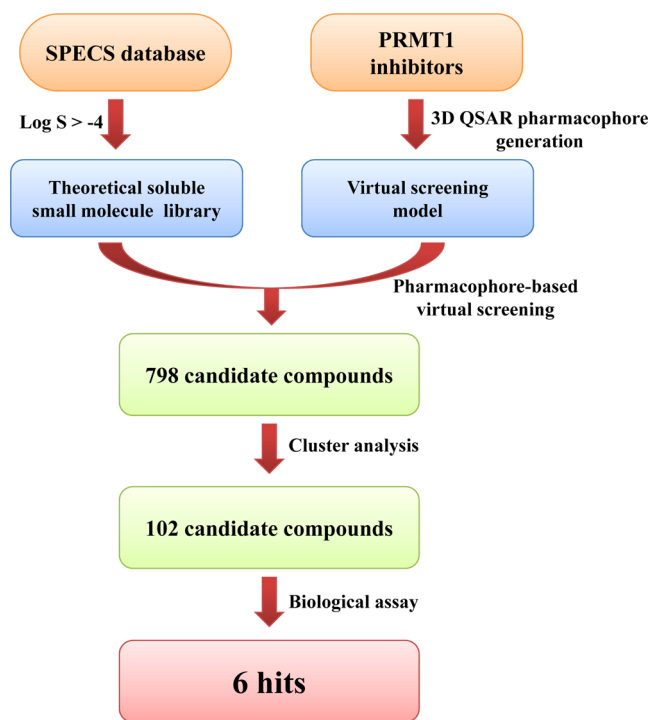 SPECS database
PRMT1
inhibitors
Log S > -4
3D QSAR pharmacophore
generation
Theoretical soluble
small molecule library
Virtual screening
model
Pharmacophore-based
virtual screening
798 candidate compounds
Cluster analysis
102 candidate compounds
Biological assay
6 hits